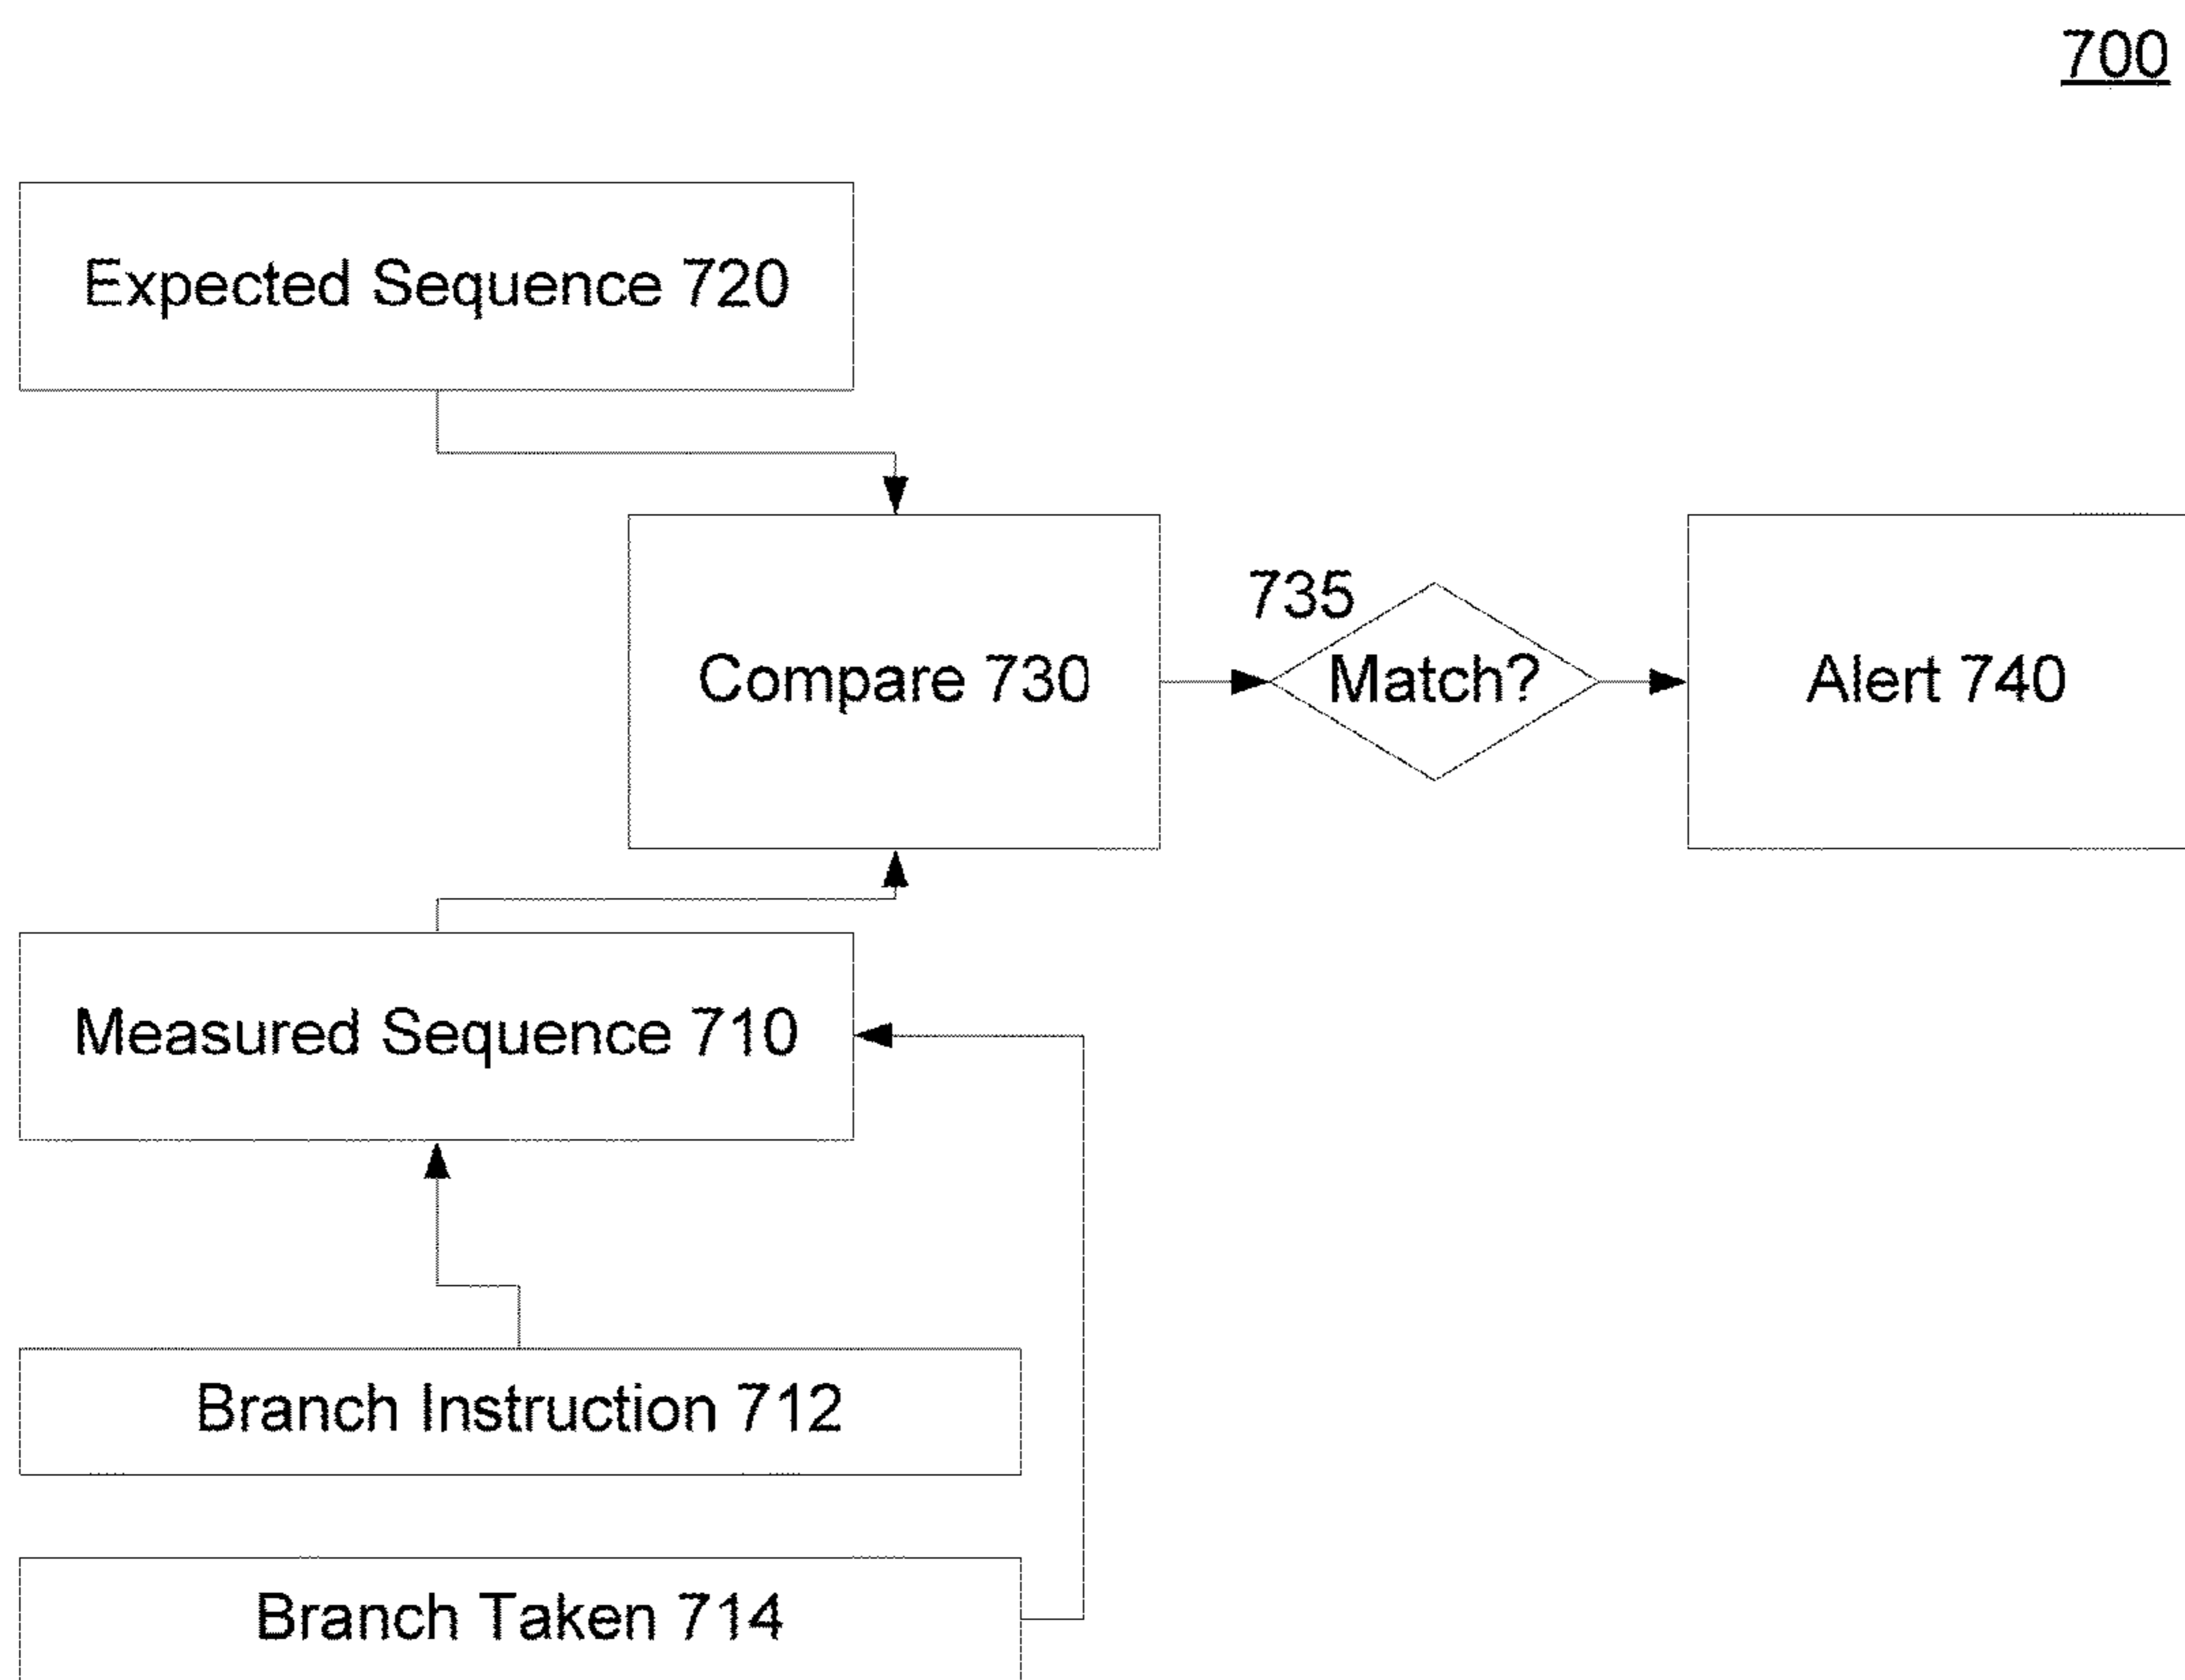 700
Expected Sequence 720
735
Compare 730
Match?
Alert 740
Measured Sequence 710
Branch Instruction 712
Branch Taken 714